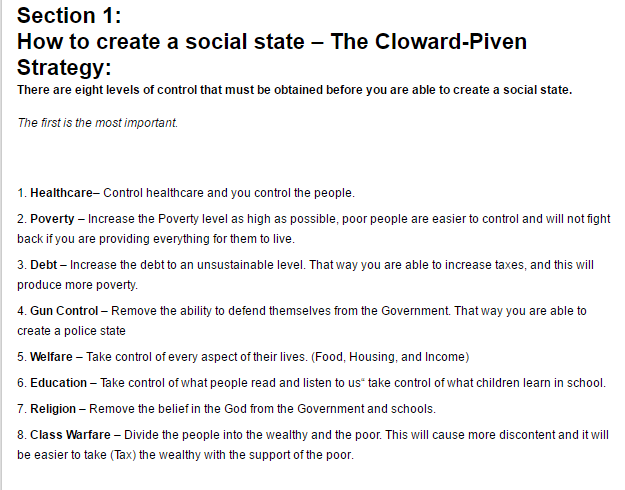 Section 1:
How to create a social state – The Cloward-Piven
Strategy:
There are eight levels of control that must be obtained before you are able to create a social state.
The first is the most important.
1. Healthcare– Control healthcare and you control the people.
2. Poverty – Increase the Poverty level as high as possible, poor people are easier to control and will not fight
back if you are providing everything for them to live.
3. Debt – Increase the debt to an unsustainable level. That way you are able to increase taxes, and this will
produce more poverty.
4. Gun Control – Remove the ability to defend themselves from the Government. That way you are able to
create a police state
5. Welfare – Take control of every aspect of their lives. (Food, Housing, and Income)
6. Education – Take control of what people read and listen to us“ take control of what children learn in school.
7. Religion – Remove the belief in the God from the Government and schools.
8. Class Warfare – Divide the people into the wealthy and the poor. This will cause more discontent and it will
be easier to take (Tax) the wealthy with the support of the poor.